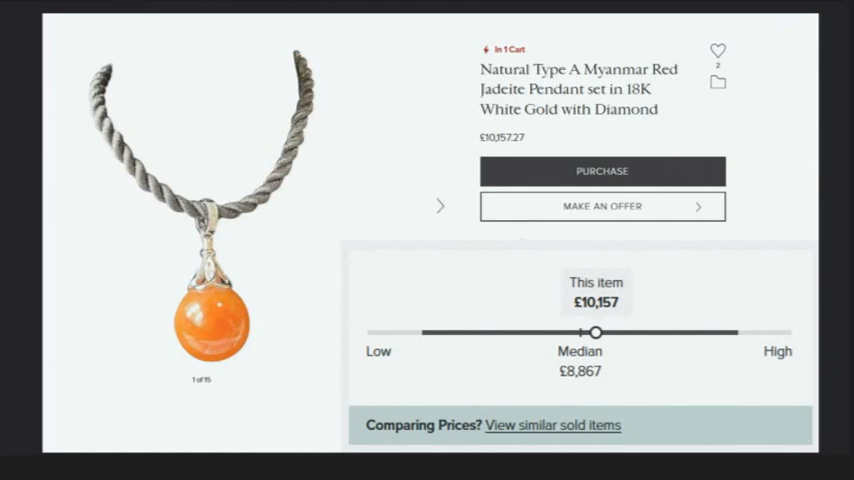 In 1 Cart
2
Natural Type A Myanmar Red
Jadeite Pendant set in 18K
White Gold with Diamond
£10,157.27
PURCHASE
MAKE AN OFFER
1 of 15
This item
£10,157
Low
Median
High
£8,867
Comparing Prices? View similar sold items